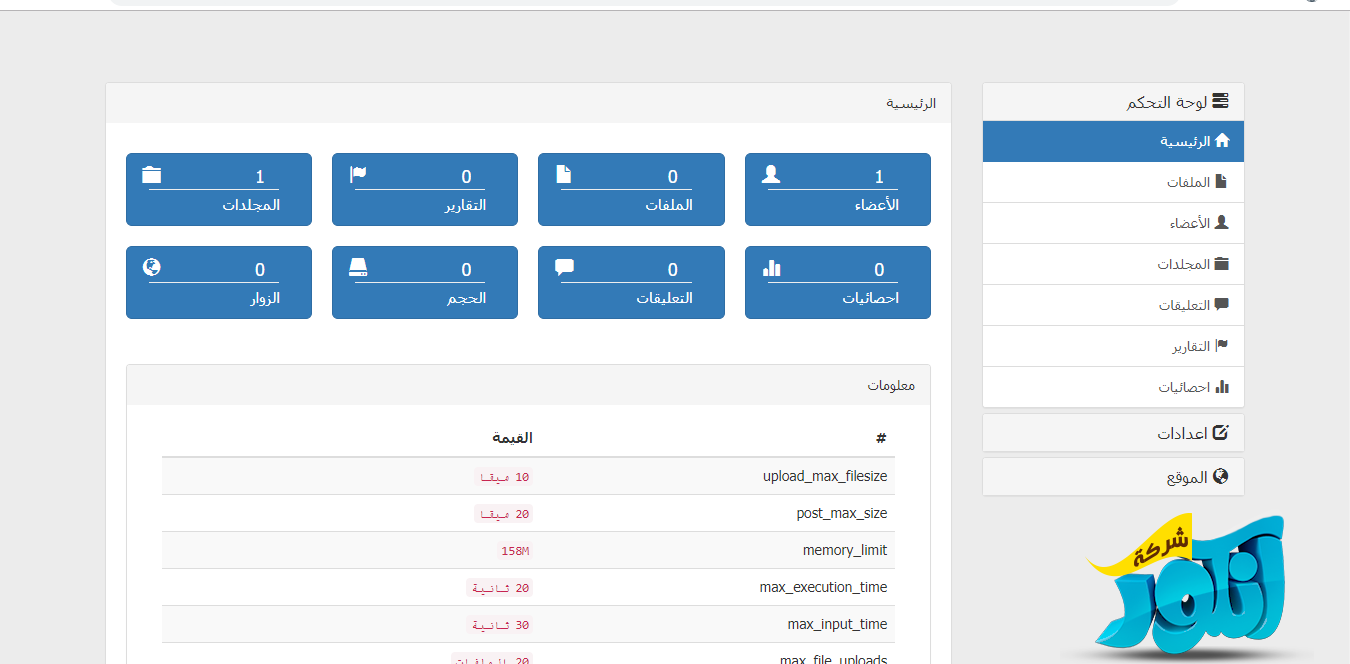 لوحة التحكم
الرئيسية
الملفات
الأعضاء
المجلدات
التعليقات
التقارير
احصائيات
اعدادات
الموقع
شركة
انكور
الرئيسية
1
الأعضاء
0
الملفات
0
التقارير
1
المجلدات
0
احصائيات
0
التعليقات
0
الحجم
0
الزوار
معلومات
# القيمة
upload_max_filesize 10 ميقا
post_max_size 20 ميقا
memory_limit 158M
max_execution_time 20 ثانية
max_input_time 30 ثانية
max_file_uploads 20